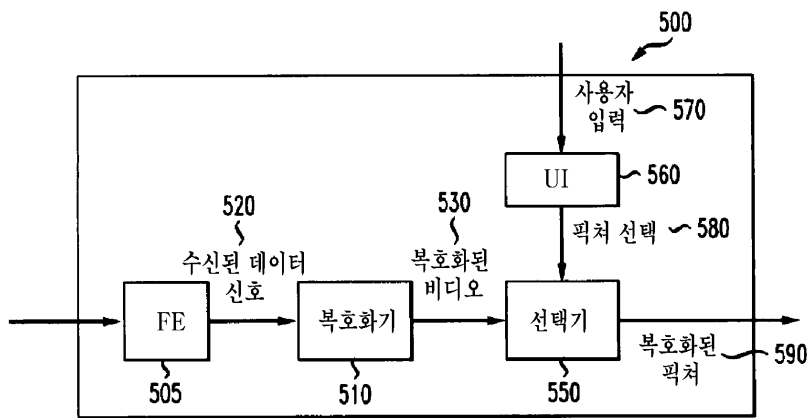 500
사용자
입력
570
UI
560
520
수신된 데이터
신호
530
복호화된
비디오
픽쳐 선택
580
FE
505
복호화기
510
선택기
550
복호화된
픽쳐
590